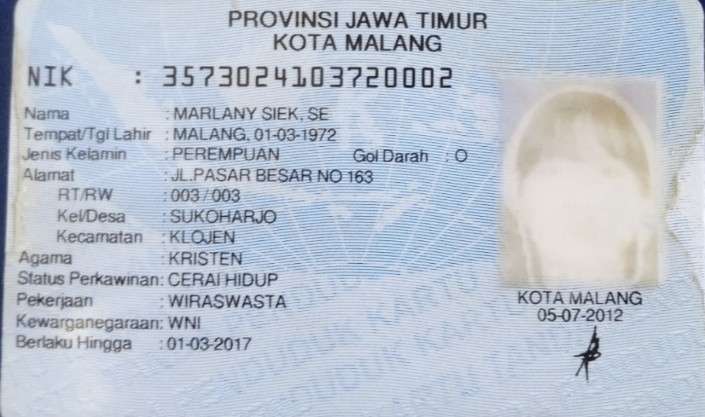 PROVINSI JAWA TIMUR
KOTA MALANG
NIK : 3573024103720002
Nama : MARLANY SIEK, SE
Tempat/Tgl Lahir : MALANG, 01-03-1972
Jenis Kelamin : PEREMPUAN Gol Darah : O
Alamat : JL.PASAR BESAR NO 163
RT/RW : 003 / 003
Kel/Desa : SUKOHARJO
Kecamatan : KLOJEN
Agama : KRISTEN
Status Perkawinan: CERAI HIDUP
Pekerjaan : WIRASWASTA
Kewarganegaraan: WNI
Berlaku Hingga : 01-03-2017
KOTA MALANG
05-07-2012